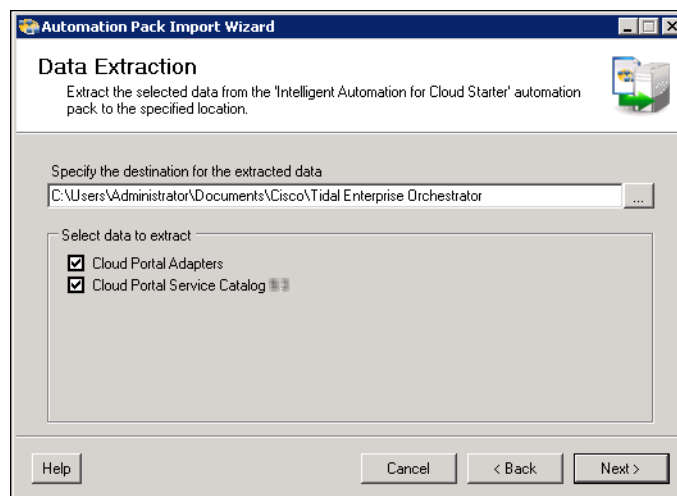 Automation Pack Import Wizard
Data Extraction
Extract the selected data from the 'Intelligent Automation for Cloud Starter' automation
pack to the specified location.
Specify the destination for the extracted data
C:\Users\Administrator\Documents\Cisco\Tidal Enterprise Orchestrator
...
Select data to extract
Cloud Portal Adapters
Cloud Portal Service Catalog
Help
Cancel
< Back
Next >